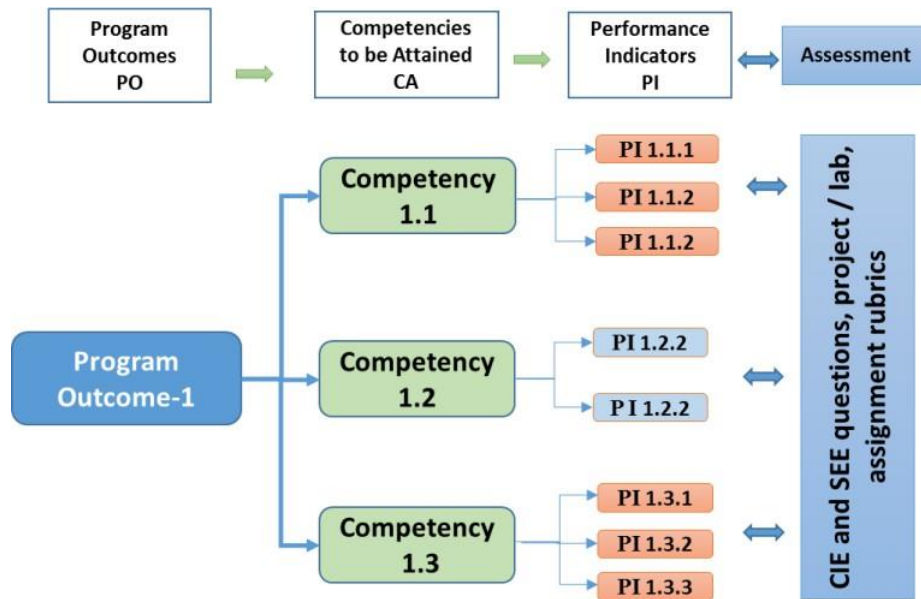 Program
Outcomes
PO
Competencies
to be Attained
CA
Performance
Indicators
PI
Assessment
Program
Outcome-1
Competency
1.1
PI 1.1.1
PI 1.1.2
PI 1.1.2
Competency
1.2
PI 1.2.2
P I 1.2.2
Competency
1.3
PI 1.3.1
PI 1.3.2
PI 1.3.3
CIE and SEE questions, project / lab,
assignment rubrics